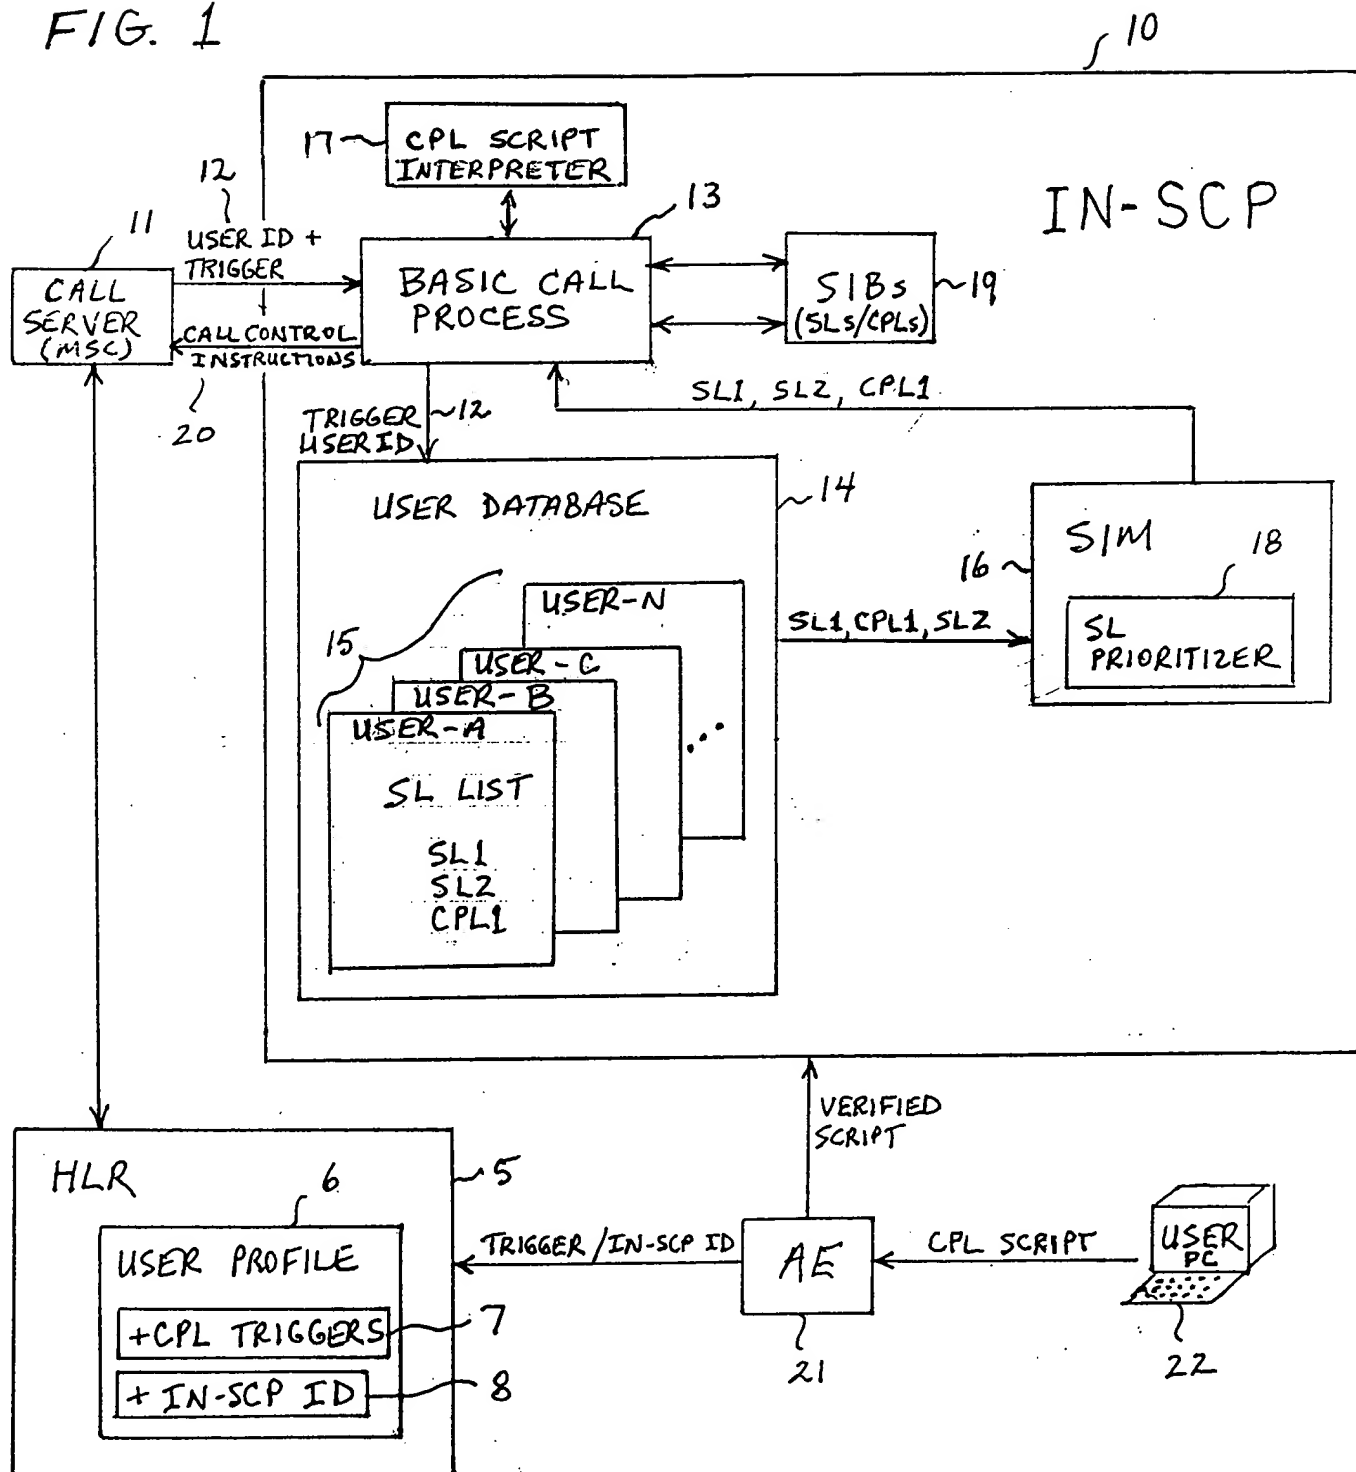 FIG. 1
10
17
CPL SCRIPT
INTERPRETER
IN-SCP
12
11
USER ID +
TRIGGER
13
CALL
SERVER
(MSC)
BASIC CALL
PROCESS
SIBs
(SLs/CPLs)
19
CALL CONTROL
INSTRUCTIONS
20
TRIGGER
USER ID
12
SL1, SL2, CPL1
USER DATABASE
14
SIM
16
18
SL
PRIORITIZER
SL1, CPL1, SL2
15
USER-N
USER-C
USER-B
USER-A
SL LIST
SL1
SL2
CPL1
...
VERIFIED
SCRIPT
HLR
5
6
USER PROFILE
+CPL TRIGGERS
7
+ IN-SCP ID
8
TRIGGER/IN-SCP ID
AE
21
CPL SCRIPT
USER
PC
22